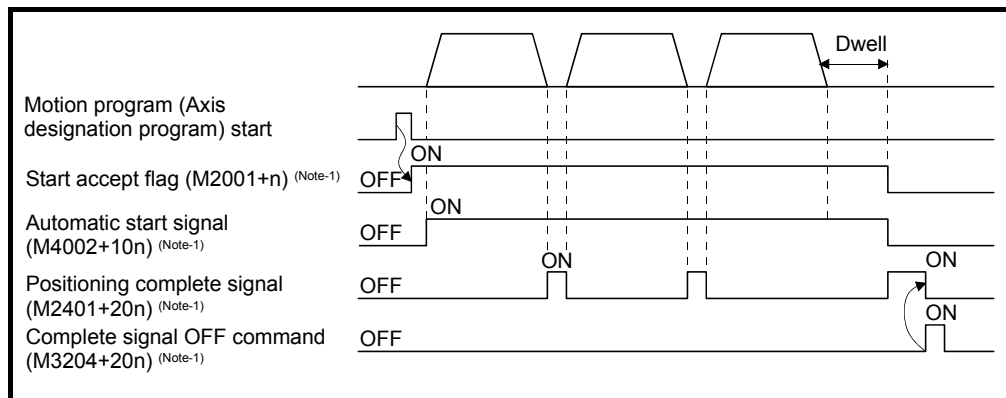 Dwell
Motion program (Axis
designation program) start
ON
Start accept flag (M2001+n) (Note-1)
OFF
ON
Automatic start signal
(M4002+10n) (Note-1)
OFF
ON
ON
Positioning complete signal
(M2401+20n) (Note-1)
OFF
ON
Complete signal OFF command
(M3204+20n) (Note-1)
OFF